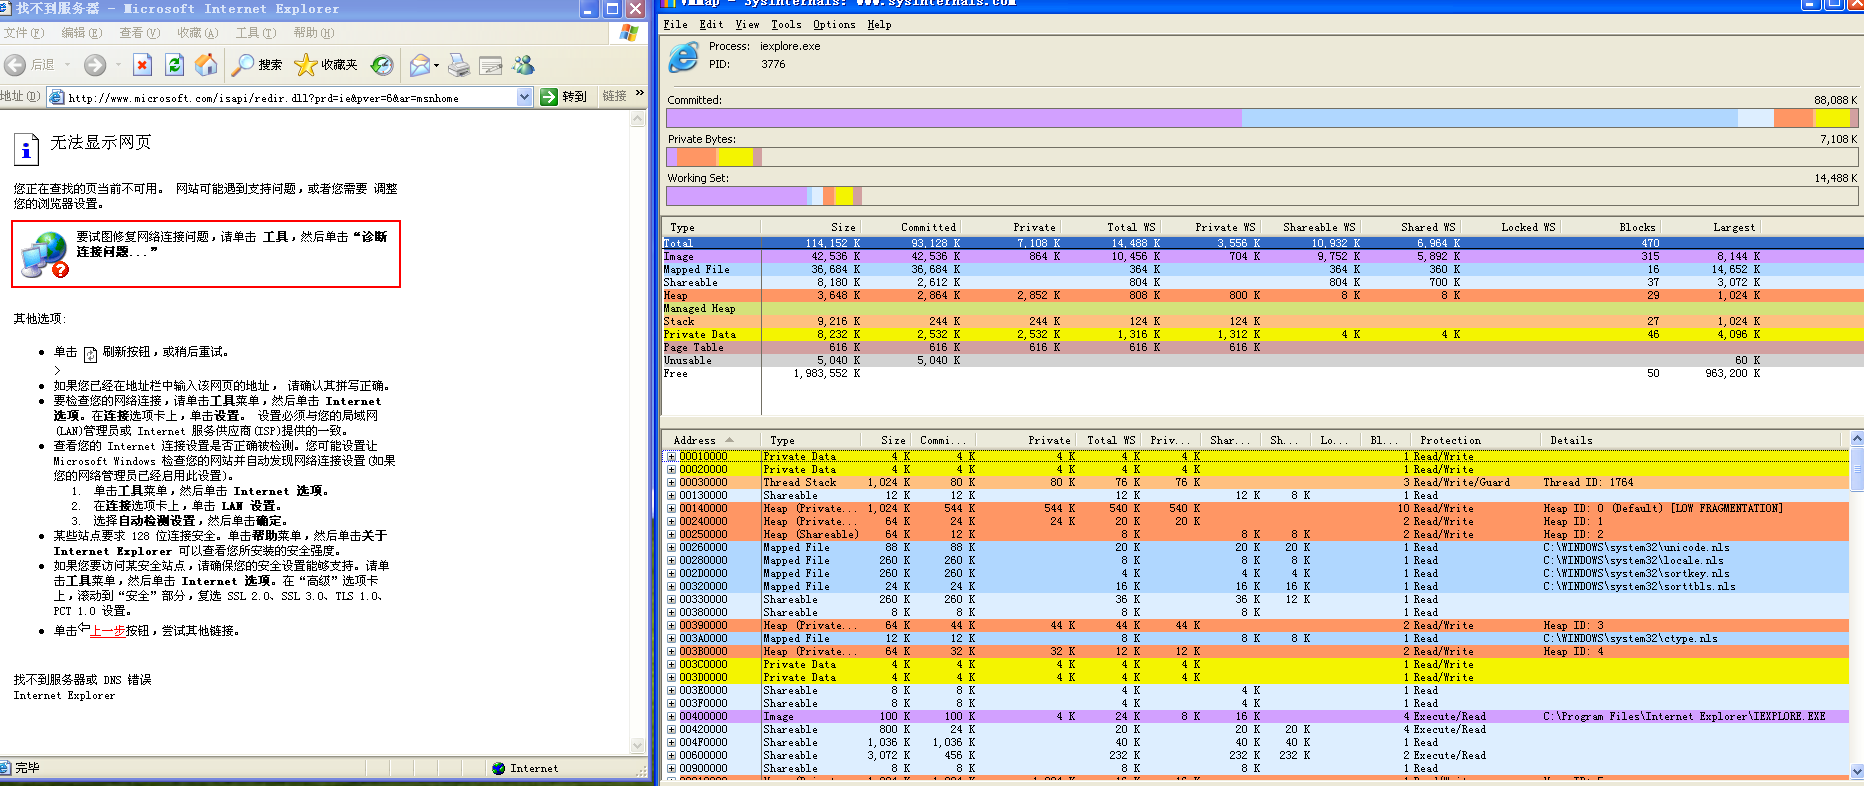 找不到服务器 - Microsoft Internet Explorer
文件(F) 编辑(E) 查看(V) 收藏(A) 工具(T) 帮助(H)
后退 搜索 收藏夹
地址(D) http://www.microsoft.com/isapi/redir.dll?prd=ie&pver=6&ar=msnhome 转到 链接 »
无法显示网页
您正在查找的页当前不可用。 网站可能遇到支持问题，或者您需要 调整
您的浏览器设置。
要试图修复网络连接问题，请单击 工具，然后单击“诊断
连接问题...”
其他选项:
单击 刷新按钮，或稍后重试。
>
如果您已经在地址栏中输入该网页的地址， 请确认其拼写正确。
要检查您的网络连接，请单击工具菜单，然后单击 Internet
选项。在连接选项卡上，单击设置。 设置必须与您的局域网
(LAN)管理员或 Internet 服务供应商(ISP)提供的一致。
查看您的 Internet 连接设置是否正确被检测。您可能设置让
Microsoft Windows 检查您的网站并自动发现网络连接设置(如果
您的网络管理员已经启用此设置)。
1. 单击工具菜单，然后单击 Internet 选项。
2. 在连接选项卡上，单击 LAN 设置。
3. 选择自动检测设置，然后单击确定。
某些站点要求 128 位连接安全。单击帮助菜单，然后单击关于
Internet Explorer 可以查看您所安装的安全强度。
如果您要访问某安全站点，请确保您的安全设置能够支持。请单
击工具菜单，然后单击 Internet 选项。在“高级”选项卡
上，滚动到“安全”部分，复选 SSL 2.0、SSL 3.0、TLS 1.0、
PCT 1.0 设置。
单击上一步按钮，尝试其他链接。
找不到服务器或 DNS 错误
Internet Explorer
完毕 Internet
VMMap - Sysinternals: www.sysinternals.com
File Edit View Tools Options Help
Process: iexplore.exe
PID: 3776
Committed: 88,088 K
Private Bytes: 7,108 K
Working Set: 14,488 K
Type Size Committed Private Total WS Private WS Shareable WS Shared WS Locked WS Blocks Largest
Total 114,152 K 93,128 K 7,108 K 14,488 K 3,556 K 10,932 K 6,964 K 470
Image 42,536 K 42,536 K 864 K 10,456 K 704 K 9,752 K 5,892 K 315 8,144 K
Mapped File 36,684 K 36,684 K 364 K 364 K 360 K 16 14,652 K
Shareable 8,180 K 2,612 K 804 K 804 K 700 K 37 3,072 K
Heap 3,648 K 2,864 K 2,852 K 808 K 800 K 8 K 8 K 29 1,024 K
Managed Heap
Stack 9,216 K 244 K 244 K 124 K 124 K 27 1,024 K
Private Data 8,232 K 2,532 K 2,532 K 1,316 K 1,312 K 4 K 4 K 46 4,096 K
Page Table 616 K 616 K 616 K 616 K 616 K
Unusable 5,040 K 5,040 K 60 K
Free 1,983,552 K 50 963,200 K
Address Type Size Commi... Private Total WS Priv... Shar... Sh... Lo... Bl... Protection Details
00010000 Private Data 4 K 4 K 4 K 4 K 4 K 1 Read/Write
00020000 Private Data 4 K 4 K 4 K 4 K 4 K 1 Read/Write
00030000 Thread Stack 1,024 K 80 K 80 K 76 K 76 K 3 Read/Write/Guard Thread ID: 1764
00130000 Shareable 12 K 12 K 12 K 12 K 8 K 1 Read
00140000 Heap (Private... 1,024 K 544 K 544 K 540 K 540 K 10 Read/Write Heap ID: 0 (Default) [LOW FRAGMENTATION]
00240000 Heap (Private... 64 K 24 K 24 K 20 K 20 K 2 Read/Write Heap ID: 1
00250000 Heap (Shareable) 64 K 12 K 8 K 8 K 8 K 2 Read/Write Heap ID: 2
00260000 Mapped File 88 K 88 K 20 K 20 K 20 K 1 Read C:\WINDOWS\system32\unicode.nls
00280000 Mapped File 260 K 260 K 8 K 8 K 8 K 1 Read C:\WINDOWS\system32\locale.nls
002D0000 Mapped File 260 K 260 K 4 K 4 K 4 K 1 Read C:\WINDOWS\system32\sortkey.nls
00320000 Mapped File 24 K 24 K 16 K 16 K 16 K 1 Read C:\WINDOWS\system32\sorttbls.nls
00330000 Shareable 260 K 260 K 36 K 36 K 12 K 1 Read
00380000 Shareable 8 K 8 K 8 K 8 K 1 Read
00390000 Heap (Private... 64 K 44 K 44 K 44 K 44 K 2 Read/Write Heap ID: 3
003A0000 Mapped File 12 K 12 K 8 K 8 K 8 K 1 Read C:\WINDOWS\system32\ctype.nls
003B0000 Heap (Private... 64 K 32 K 32 K 12 K 12 K 2 Read/Write Heap ID: 4
003C0000 Private Data 4 K 4 K 4 K 4 K 4 K 1 Read/Write
003D0000 Private Data 4 K 4 K 4 K 4 K 4 K 1 Read/Write
003E0000 Shareable 8 K 8 K 4 K 4 K 1 Read
003F0000 Shareable 8 K 8 K 4 K 4 K 1 Read
00400000 Image 100 K 100 K 4 K 24 K 8 K 16 K 4 Execute/Read C:\Program Files\Internet Explorer\IEXPLORE.EXE
00420000 Shareable 800 K 24 K 20 K 20 K 20 K 4 Execute/Read
004F0000 Shareable 1,036 K 1,036 K 40 K 40 K 40 K 1 Read
00600000 Shareable 3,072 K 456 K 232 K 232 K 232 K 2 Execute/Read
00900000 Shareable 8 K 8 K 8 K 8 K 1 Read